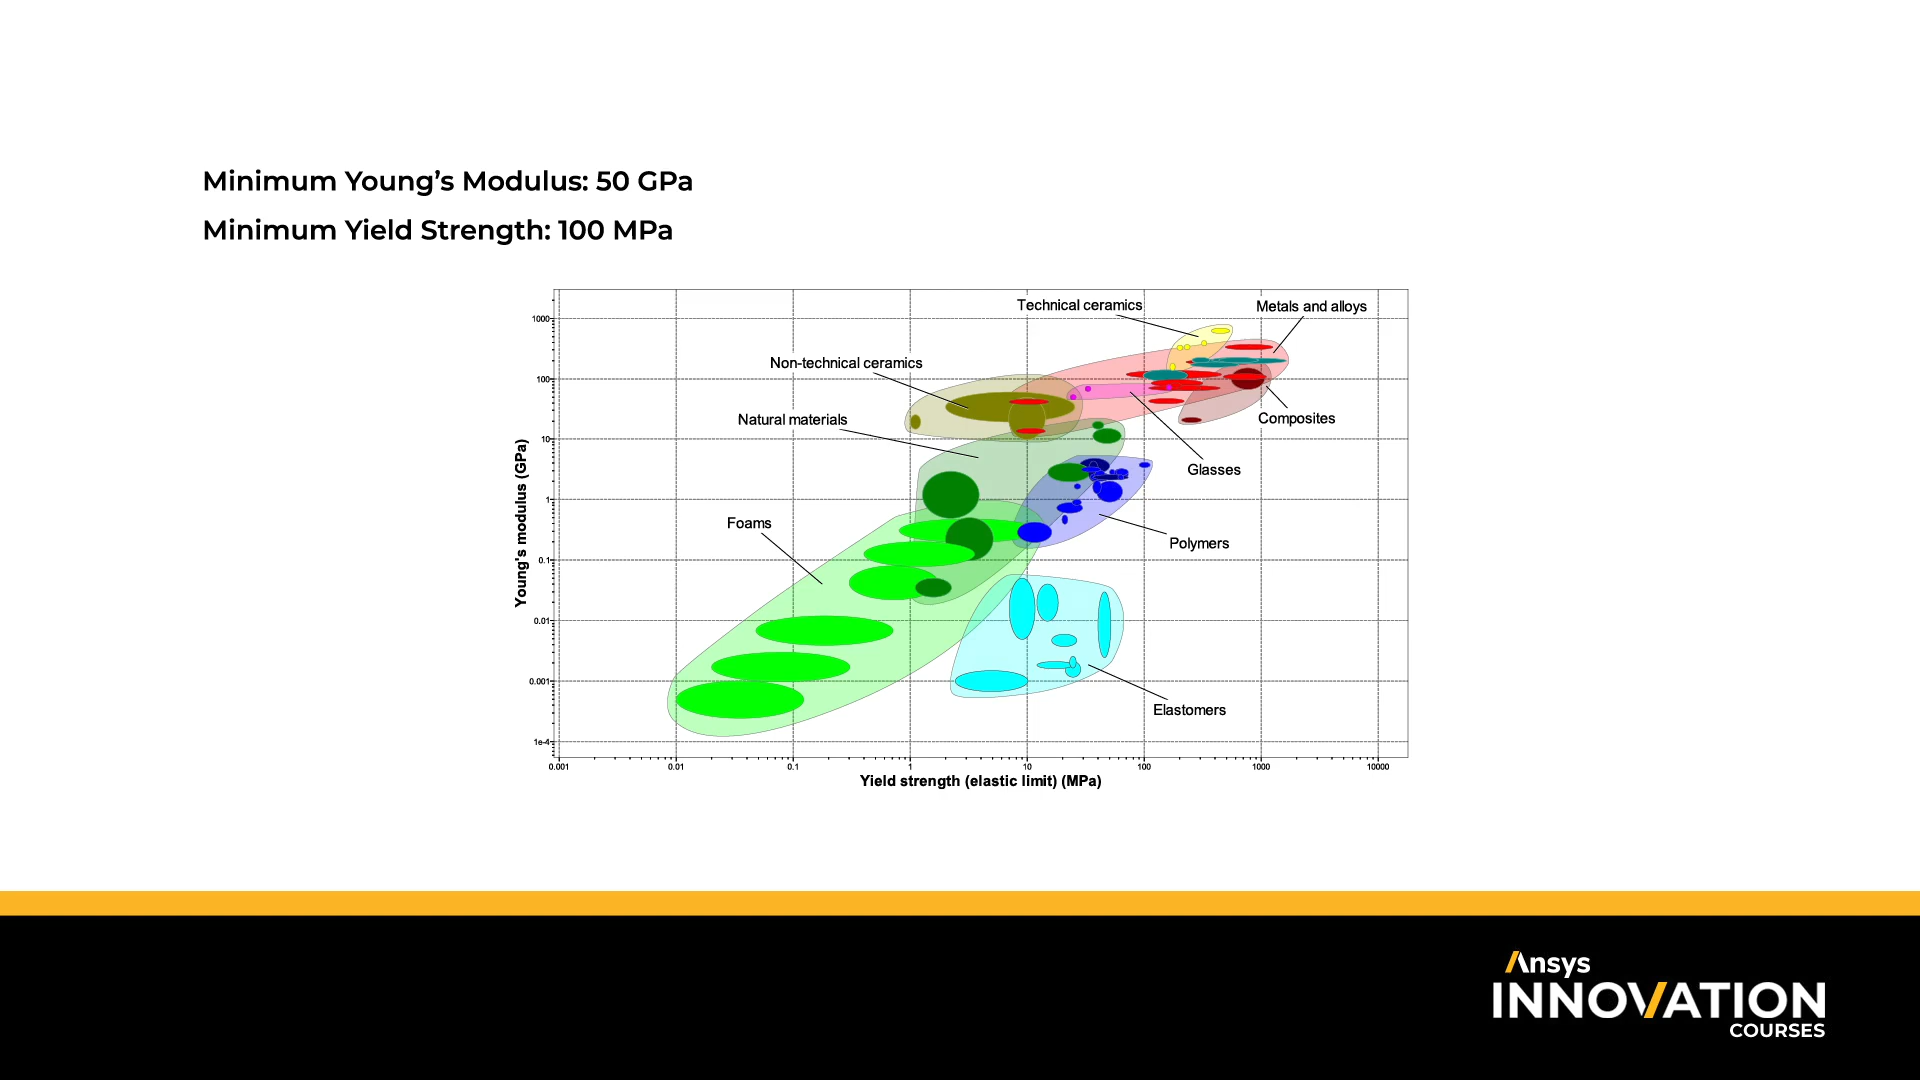 Minimum Young’s Modulus: 50 GPa
Minimum Yield Strength: 100 MPa
Technical ceramics
Metals and alloys
Non-technical ceramics
Natural materials
Composites
Glasses
Foams
Polymers
Elastomers
Young's modulus (GPa)
1000
100
10
1
0.1
0.01
0.001
1e-4
0.001
0.01
0.1
1
10
100
1000
10000
Yield strength (elastic limit) (MPa)
Ansys
INNOVATION
COURSES